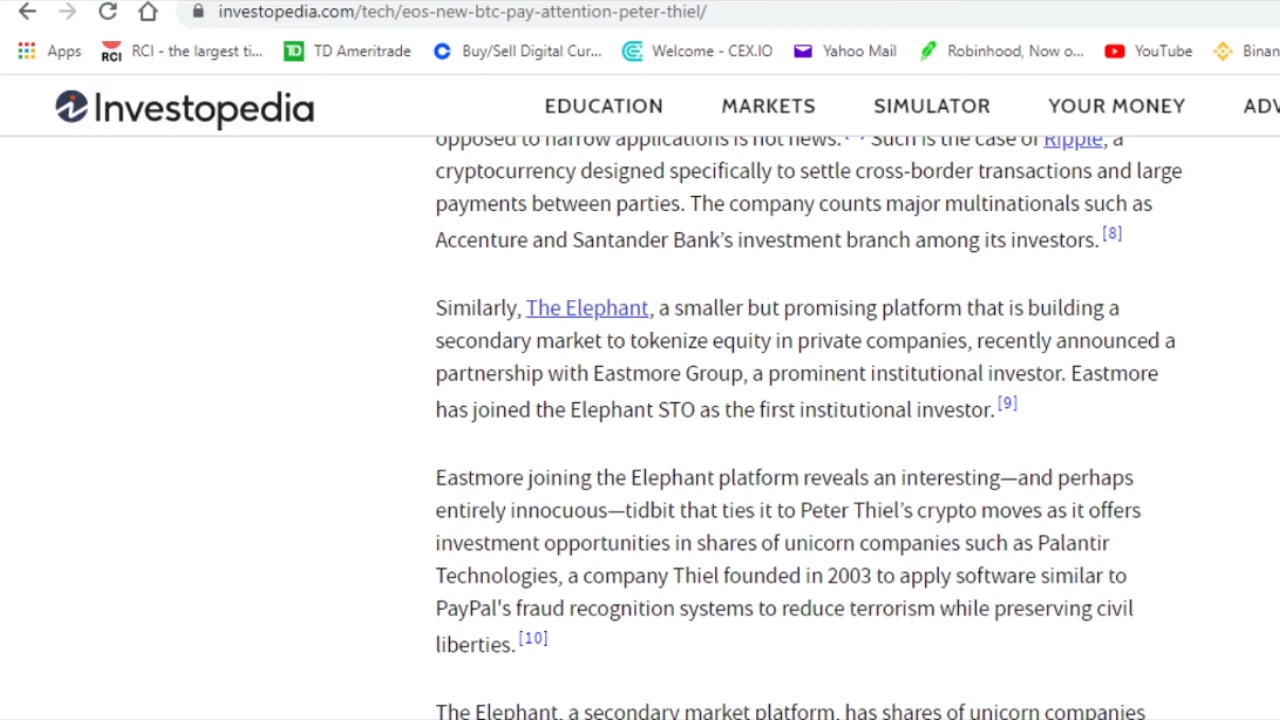 investopedia.com/tech/eos-new-btc-pay-attention-peter-thiel/
Apps RCI RCI - the largest ti... TD TD Ameritrade Buy/Sell Digital Cur... Welcome - CEX.IO Yahoo Mail Robinhood, Now o... YouTube Binan
Investopedia EDUCATION MARKETS SIMULATOR YOUR MONEY ADV
opposed to narrow applications is not news. Such is the case of Ripple, a
cryptocurrency designed specifically to settle cross-border transactions and large
payments between parties. The company counts major multinationals such as
Accenture and Santander Bank’s investment branch among its investors. [8]
Similarly, The Elephant, a smaller but promising platform that is building a
secondary market to tokenize equity in private companies, recently announced a
partnership with Eastmore Group, a prominent institutional investor. Eastmore
has joined the Elephant STO as the first institutional investor. [9]
Eastmore joining the Elephant platform reveals an interesting—and perhaps
entirely innocuous—tidbit that ties it to Peter Thiel’s crypto moves as it offers
investment opportunities in shares of unicorn companies such as Palantir
Technologies, a company Thiel founded in 2003 to apply software similar to
PayPal's fraud recognition systems to reduce terrorism while preserving civil
liberties. [10]
The Elephant, a secondary market platform, has shares of unicorn companies